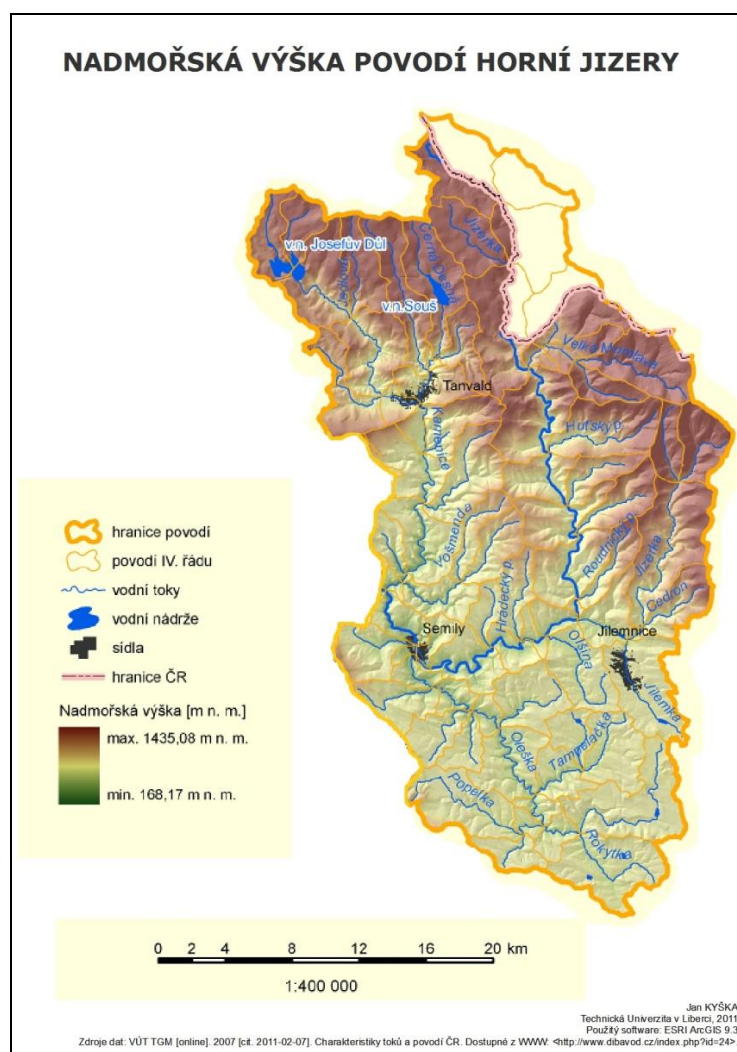 NADMOŘSKÁ VÝŠKA POVODÍ HORNÍ JIZERY
v.n. Josefův Důl
Jedlová
Černá Desná
Jizerka
v.n.Souš
Velká Mumlava
Tanvald
Kamenice
Huťský p.
Vošmenda
Hradecký p.
Roudnický p.
Jizerka
Cedron
Semily
Olšina
Jilemnice
Jilemka
Oleška
Tampelačka
Popelka
Rokytka
hranice povodí
povodí IV. řádu
vodní toky
vodní nádrže
sídla
hranice ČR
Nadmořská výška [m n. m.]
max. 1435,08 m n. m.
min. 168,17 m n. m.
0 2 4 8 12 16 20 km
1:400 000
Jan KYŠKA
Technická Univerzita v Liberci, 2011
Použitý software: ESRI ArcGIS 9.3
Zdroje dat: VÚT TGM [online]. 2007 [cit. 2011-02-07]. Charakteristiky toků a povodí ČR. Dostupné z WWW: <http://www.dibavod.cz/index.php?id=24>.